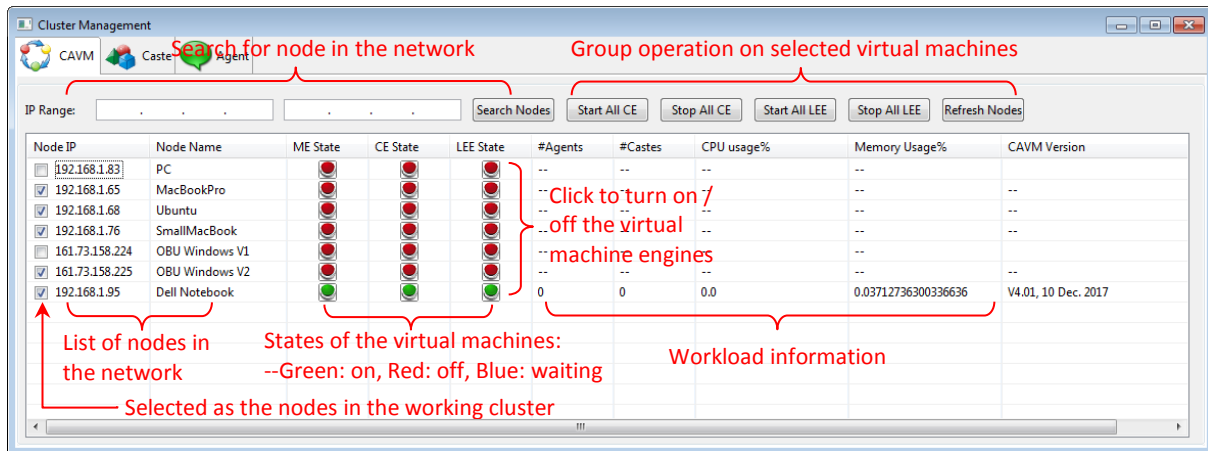 Cluster Management
CAVM Caste Agent
Search for node in the network
Group operation on selected virtual machines
IP Range: . . . . . . Search Nodes Start All CE Stop All CE Start All LEE Stop All LEE Refresh Nodes
Node IP Node Name ME State CE State LEE State #Agents #Castes CPU usage% Memory Usage% CAVM Version
192.168.1.83 PC -- -- -- --
192.168.1.65 MacBookPro -- -- -- -- --
192.168.1.68 Ubuntu -- -- -- -- --
192.168.1.76 SmallMacBook -- -- -- -- --
161.73.158.224 OBU Windows V1 -- -- -- --
161.73.158.225 OBU Windows V2 -- -- -- -- --
192.168.1.95 Dell Notebook 0 0 0.0 0.03712736300336636 V4.01, 10 Dec. 2017
Click to turn on /
off the virtual
machine engines
List of nodes in
the network
States of the virtual machines:
--Green: on, Red: off, Blue: waiting
Workload information
Selected as the nodes in the working cluster